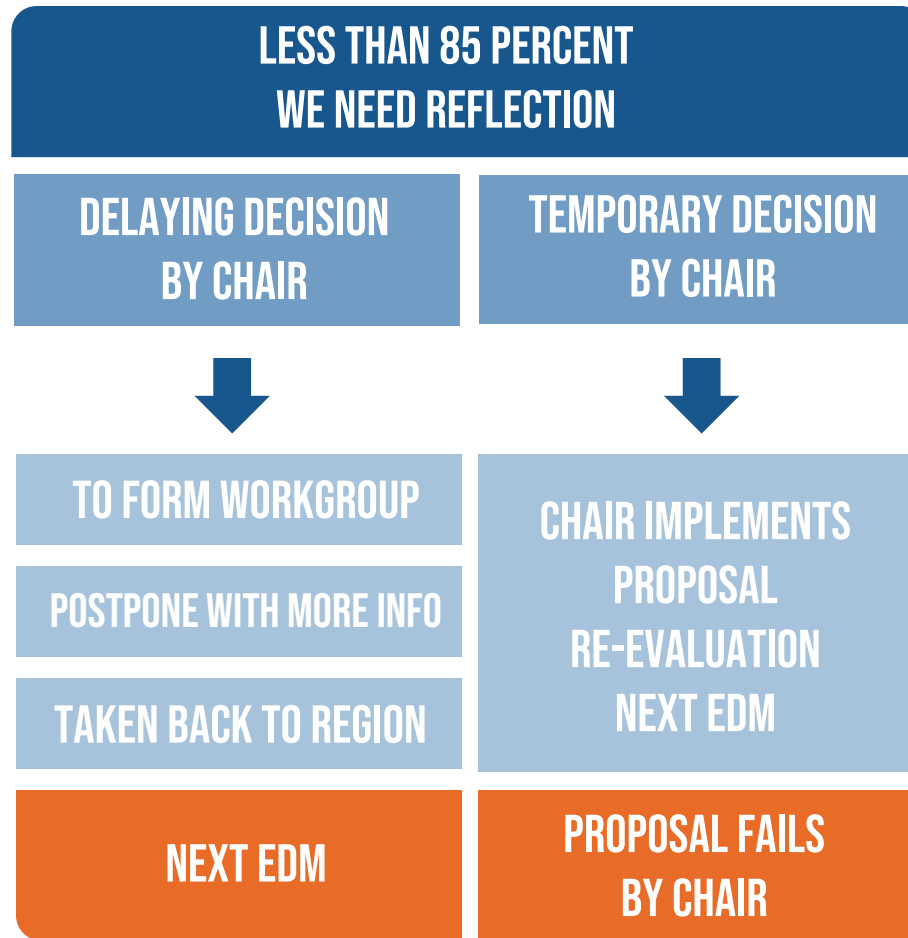 LESS THAN 85 PERCENT
WE NEED REFLECTION
DELAYING DECISION
BY CHAIR
TEMPORARY DECISION
BY CHAIR
TO FORM WORKGROUP
POSTPONE WITH MORE INFO
TAKEN BACK TO REGION
CHAIR IMPLEMENTS
PROPOSAL
RE-EVALUATION
NEXT EDM
NEXT EDM
PROPOSAL FAILS
BY CHAIR